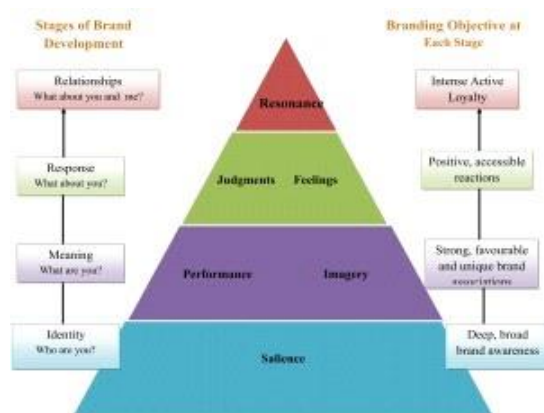 Stages of Brand
Development
Branding Objective at
Each Stage
Relationships
What about you and me?
Resonance
Intense Active
Loyalty
Response
What about you?
Judgments
Feelings
Positive, accessible
reactions
Meaning
What are you?
Performance
Imagery
Strong, favourable
and unique brand
associations
Identity
Who are you?
Salience
Deep, broad
brand awareness